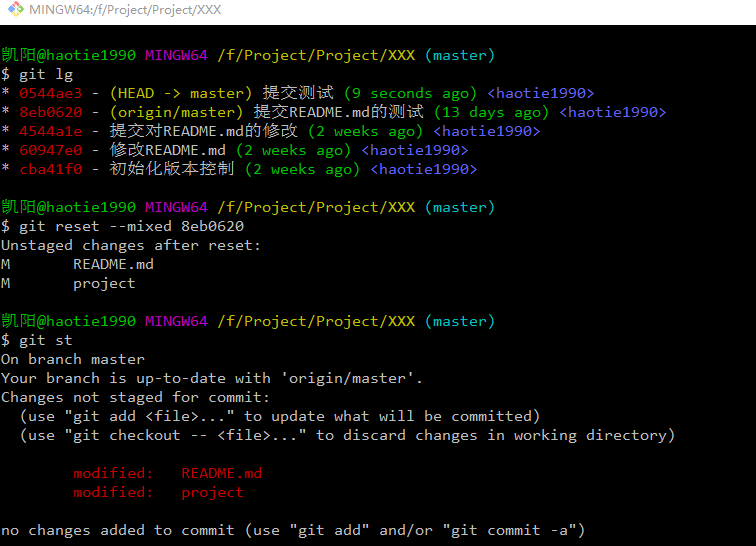 MINGW64:/f/Project/Project/XXX
凯阳@haotie1990 MINGW64 /f/Project/Project/XXX (master)
$ git lg
* 0544ae3 - (HEAD -> master) 提交测试 (9 seconds ago) <haotie1990>
* 8eb0620 - (origin/master) 提交README.md的测试 (13 days ago) <haotie1990>
* 4544a1e - 提交对README.md的修改 (2 weeks ago) <haotie1990>
* 60947e0 - 修改README.md (2 weeks ago) <haotie1990>
* cba41f0 - 初始化版本控制 (2 weeks ago) <haotie1990>
凯阳@haotie1990 MINGW64 /f/Project/Project/XXX (master)
$ git reset --mixed 8eb0620
Unstaged changes after reset:
M       README.md
M       project
凯阳@haotie1990 MINGW64 /f/Project/Project/XXX (master)
$ git st
On branch master
Your branch is up-to-date with 'origin/master'.
Changes not staged for commit:
  (use "git add <file>..." to update what will be committed)
  (use "git checkout -- <file>..." to discard changes in working directory)
        modified:   README.md
        modified:   project
no changes added to commit (use "git add" and/or "git commit -a")